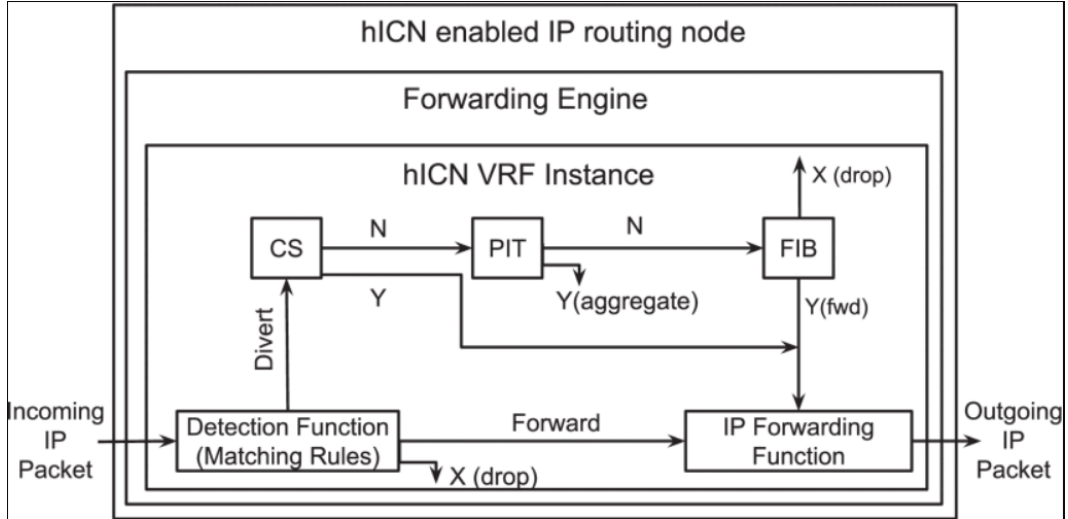 hICN enabled IP routing node
Forwarding Engine
hICN VRF Instance
X (drop)
CS
N
PIT
N
FIB
Y
Y(aggregate)
Y(fwd)
Divert
Incoming
IP
Packet
Detection Function
(Matching Rules)
Forward
X (drop)
IP Forwarding
Function
Outgoing
IP
Packet